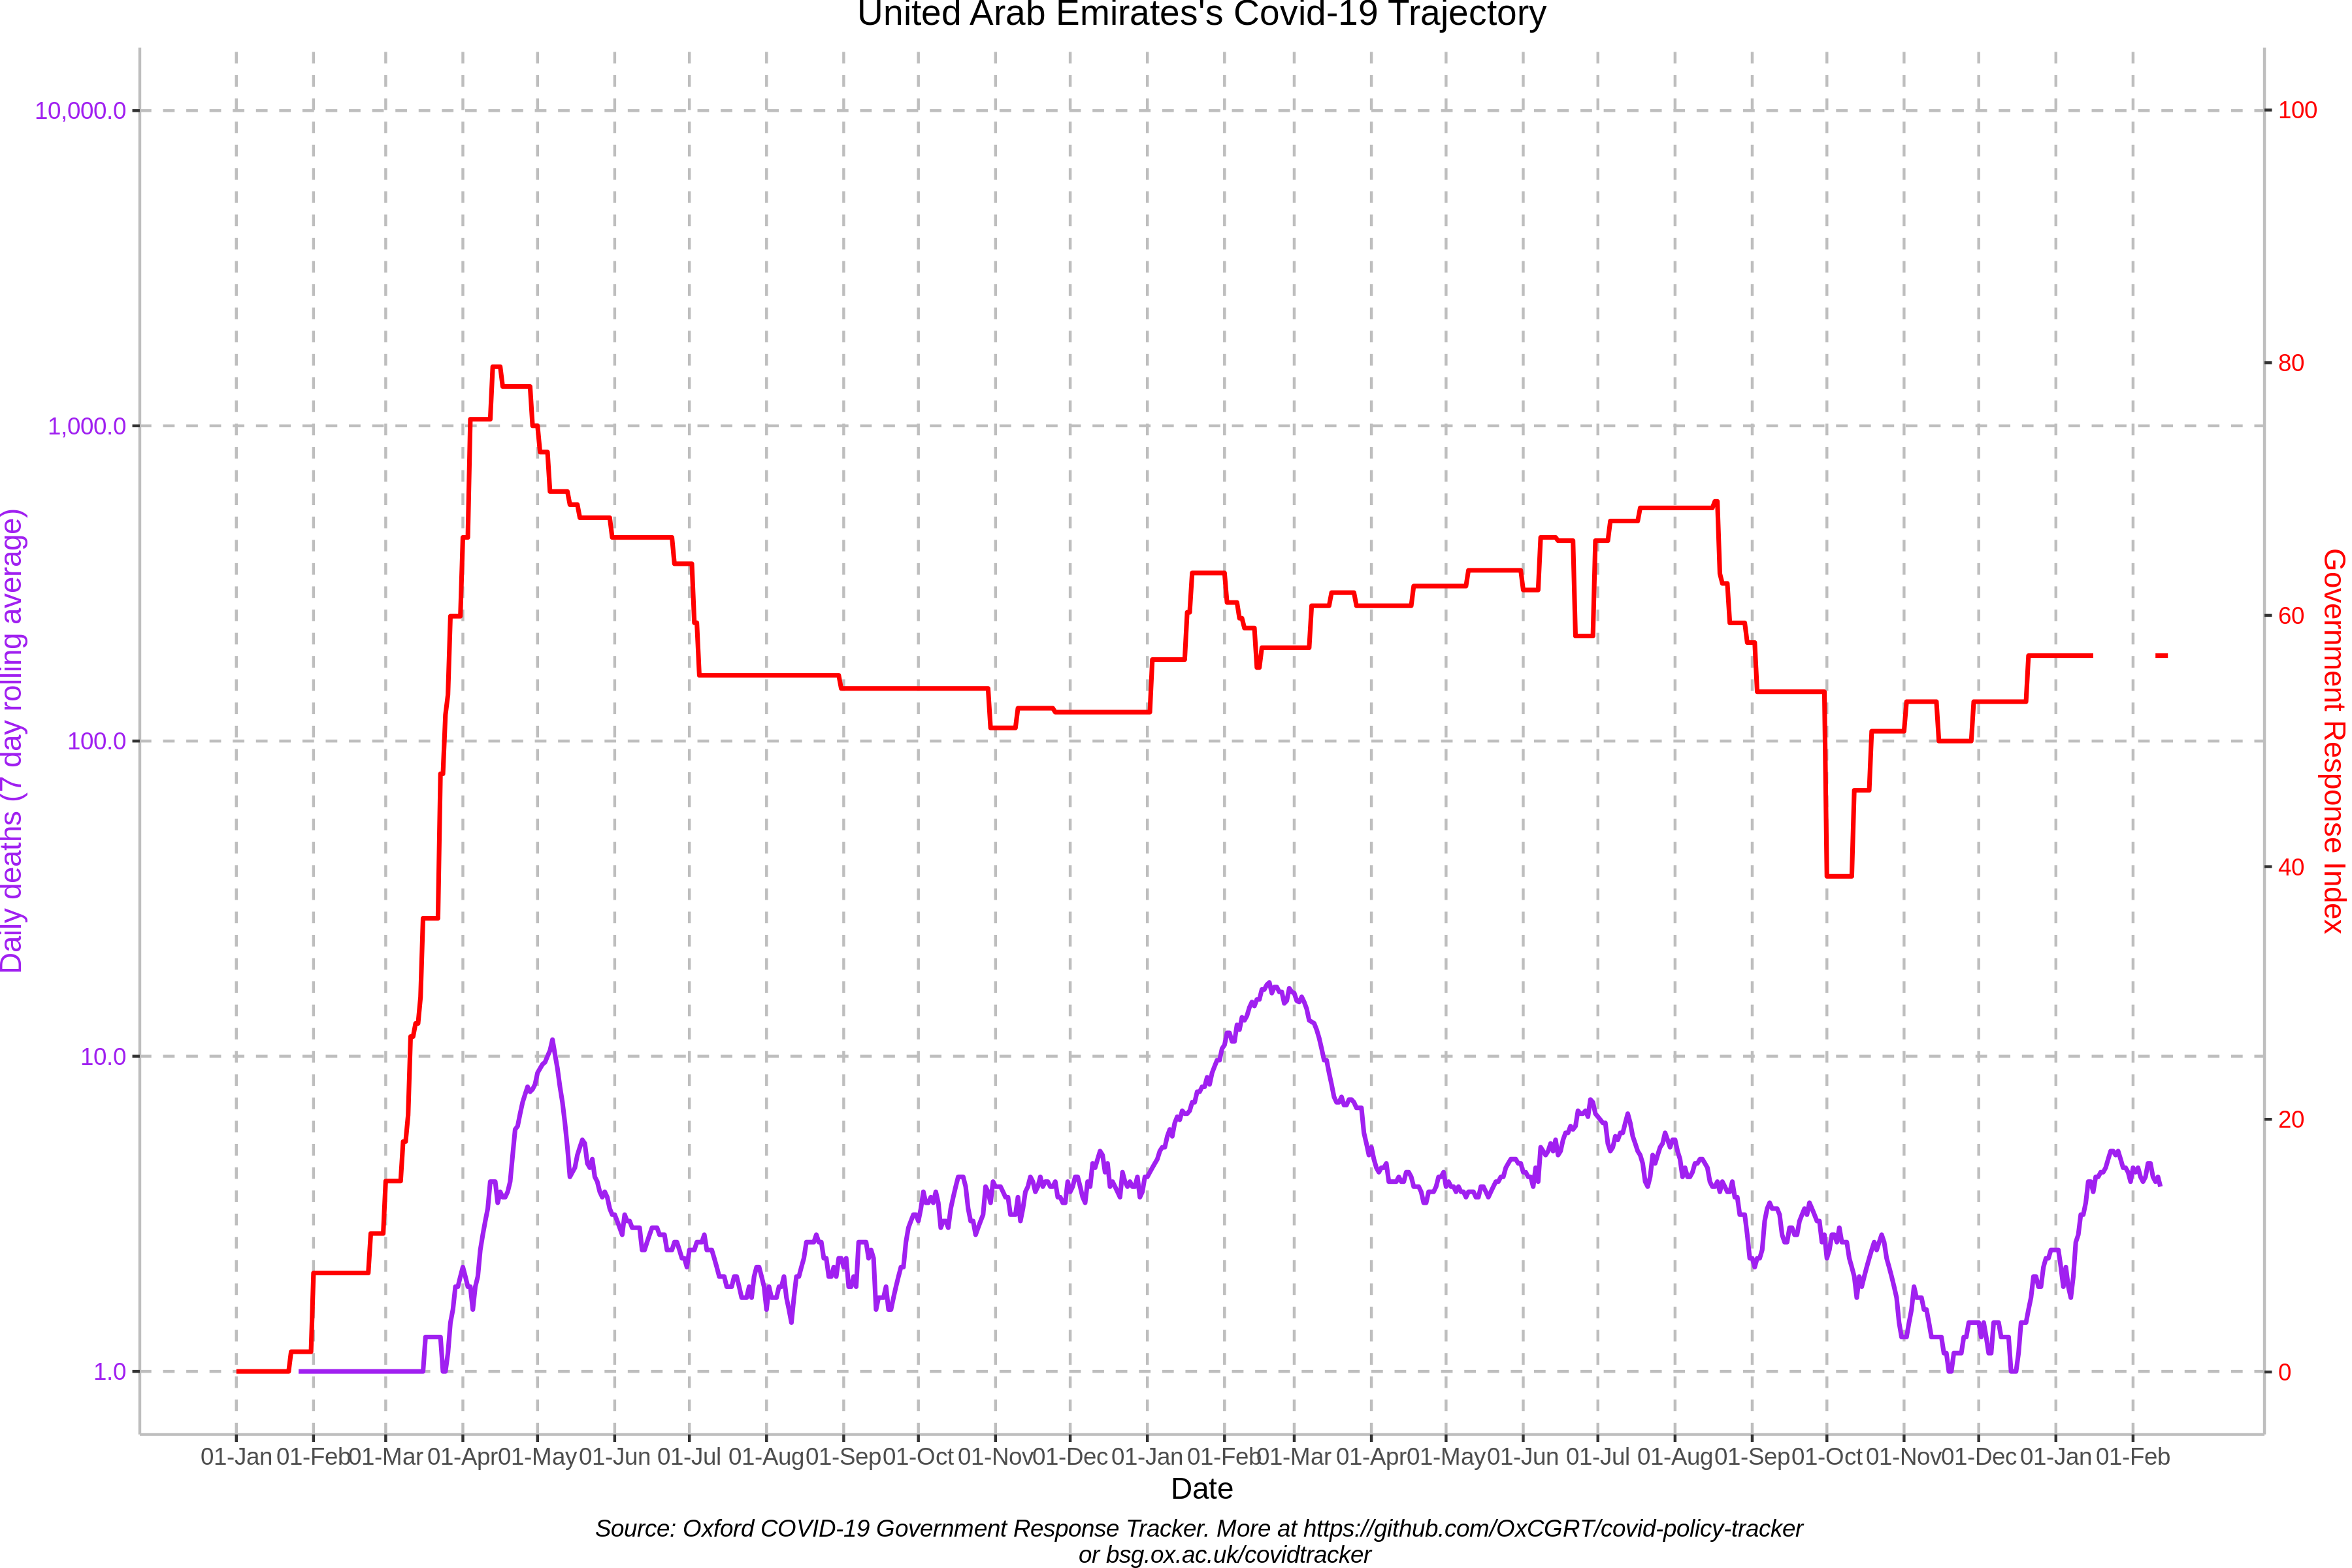 United Arab Emirates's Covid-19 Trajectory
10,000.0
1,000.0
100.0
10.0
1.0
Daily deaths (7 day rolling average)
100
80
60
40
20
0
Government Response Index
01-Jan 01-Feb 01-Mar 01-Apr 01-May 01-Jun 01-Jul 01-Aug 01-Sep 01-Oct 01-Nov 01-Dec 01-Jan 01-Feb 01-Mar 01-Apr 01-May 01-Jun 01-Jul 01-Aug 01-Sep 01-Oct 01-Nov 01-Dec 01-Jan 01-Feb
Date
Source: Oxford COVID-19 Government Response Tracker. More at https://github.com/OxCGRT/covid-policy-tracker
or bsg.ox.ac.uk/covidtracker